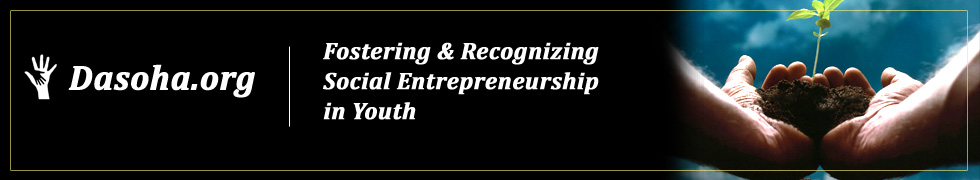 Dasoha.org
Fostering & Recognizing
Social Entrepreneurship
in Youth